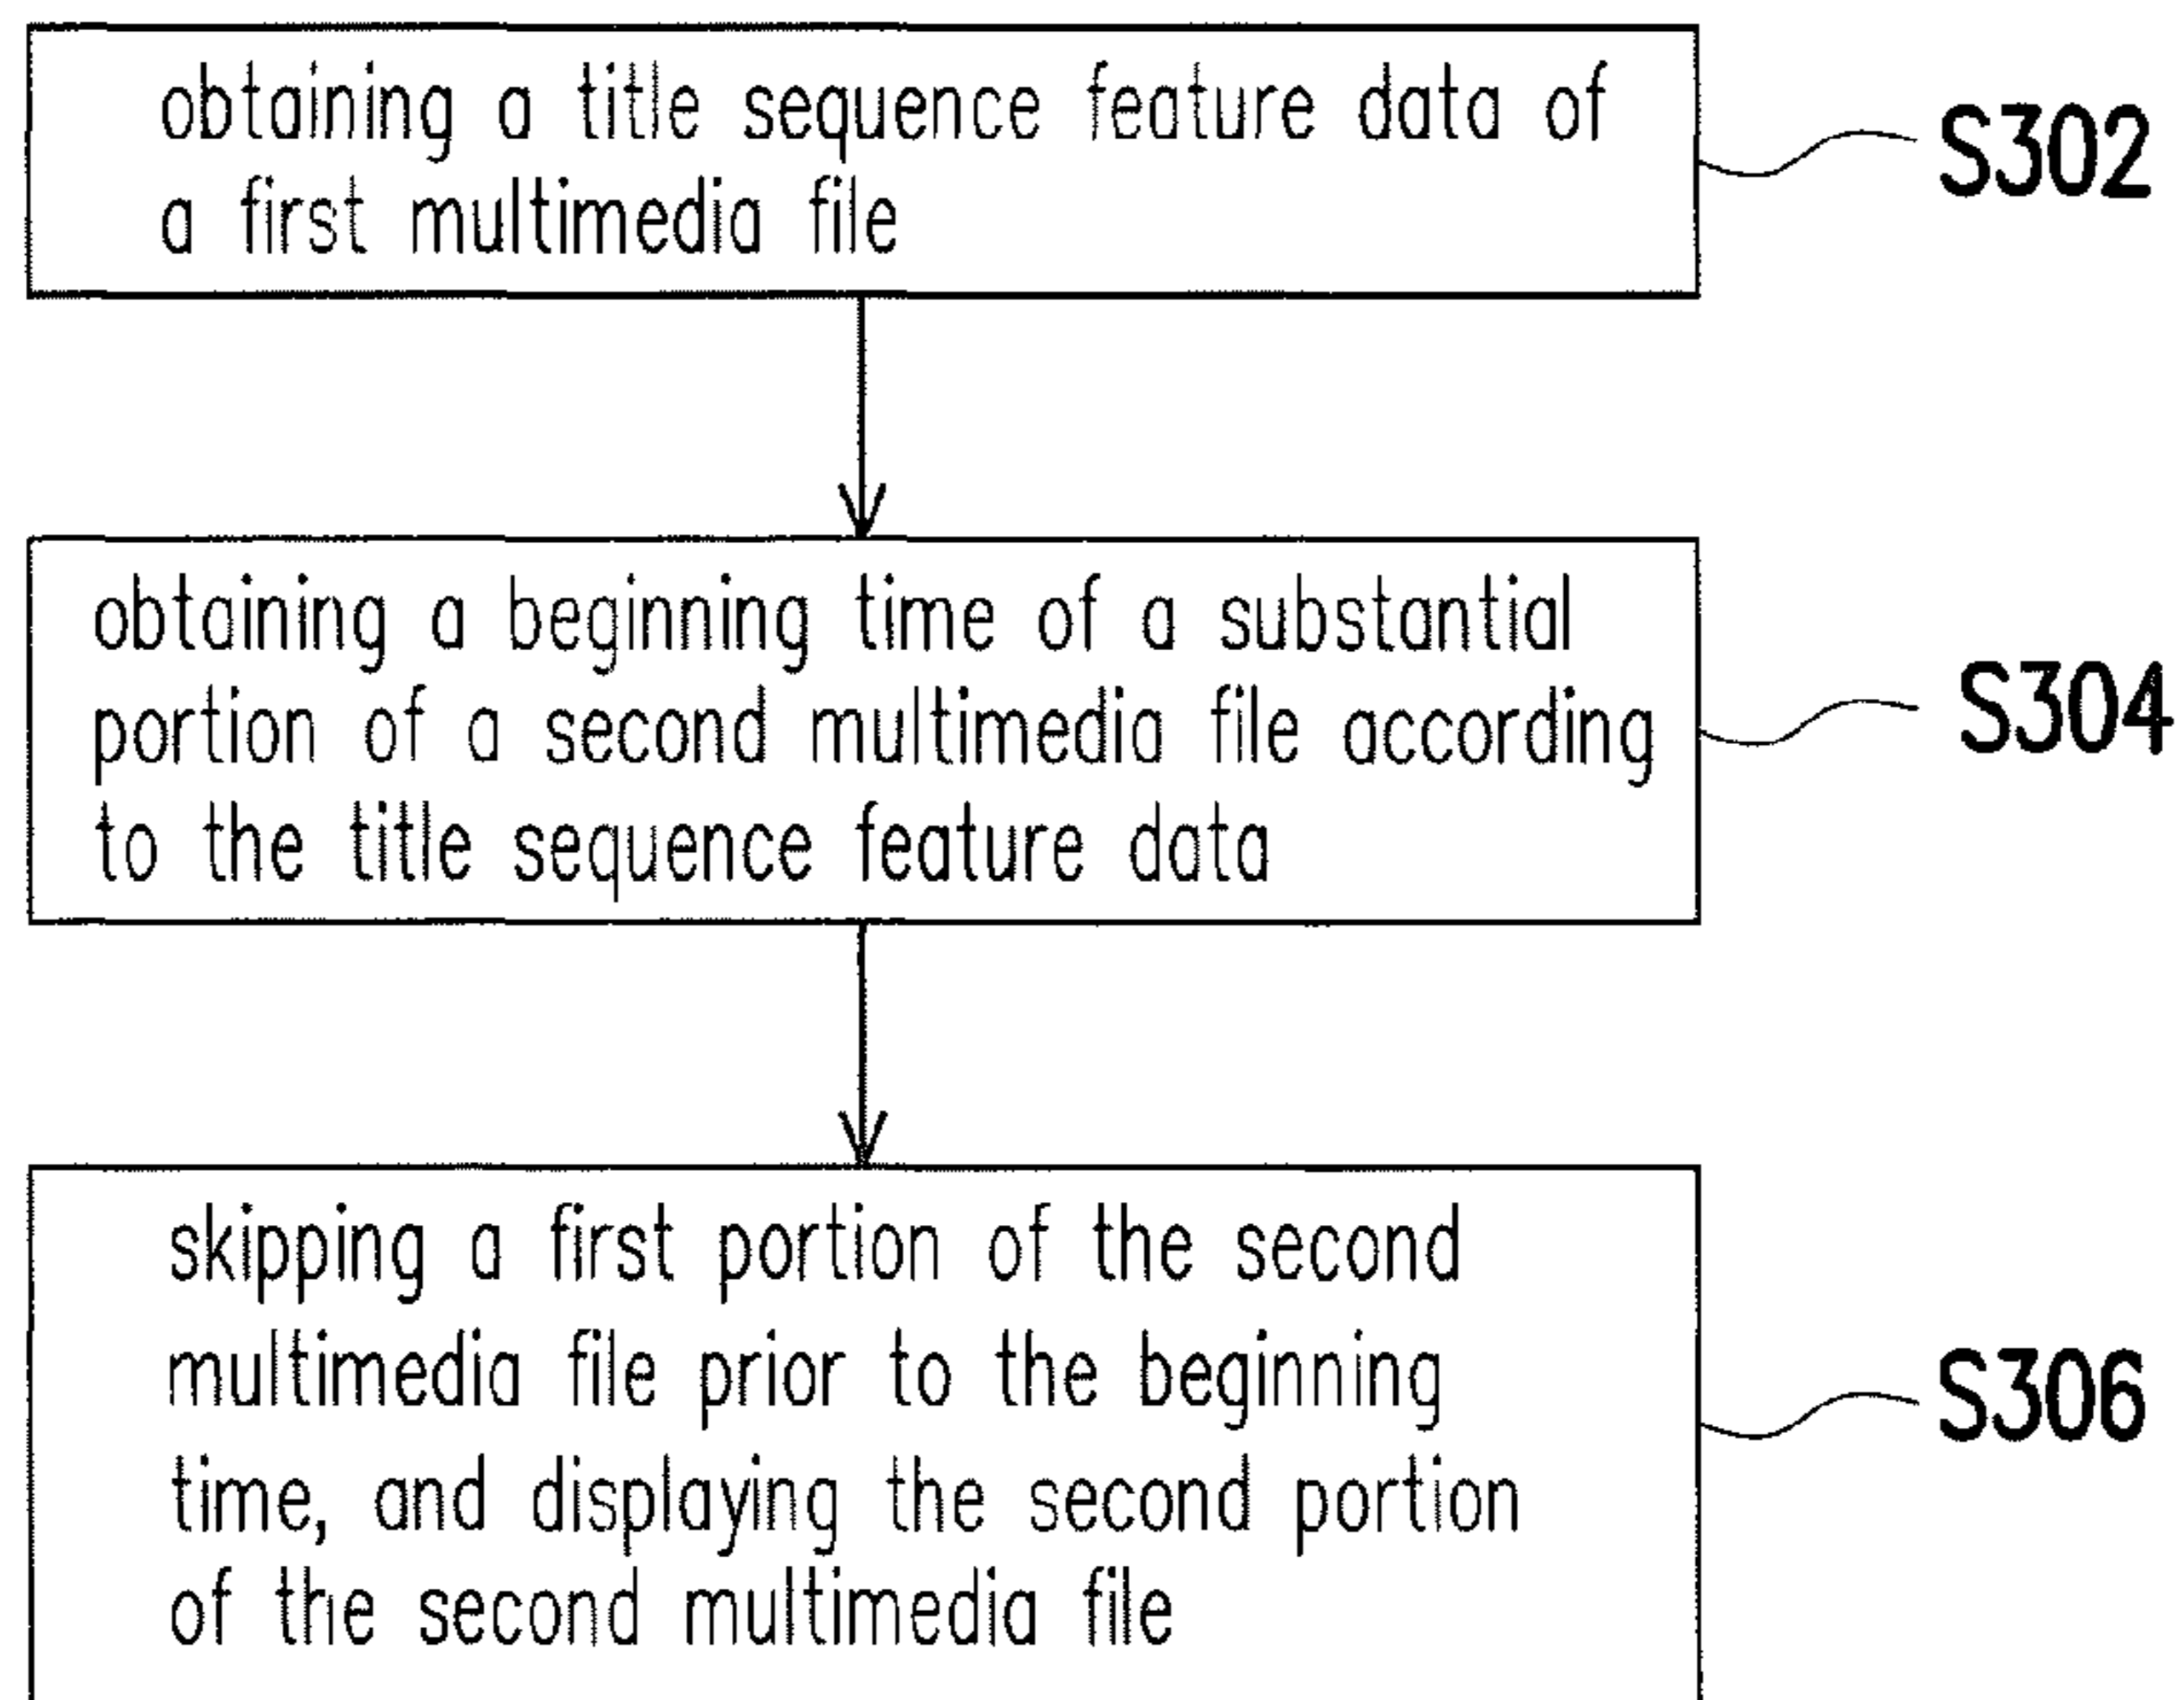 obtaining a title sequence feature data of
a first multimedia file
S302
obtaining a beginning time of a substantial
portion of a second multimedia file according
to the title sequence feature data
S304
skipping a first portion of the second
multimedia file prior to the beginning
time, and displaying the second portion
of the second multimedia file
S306